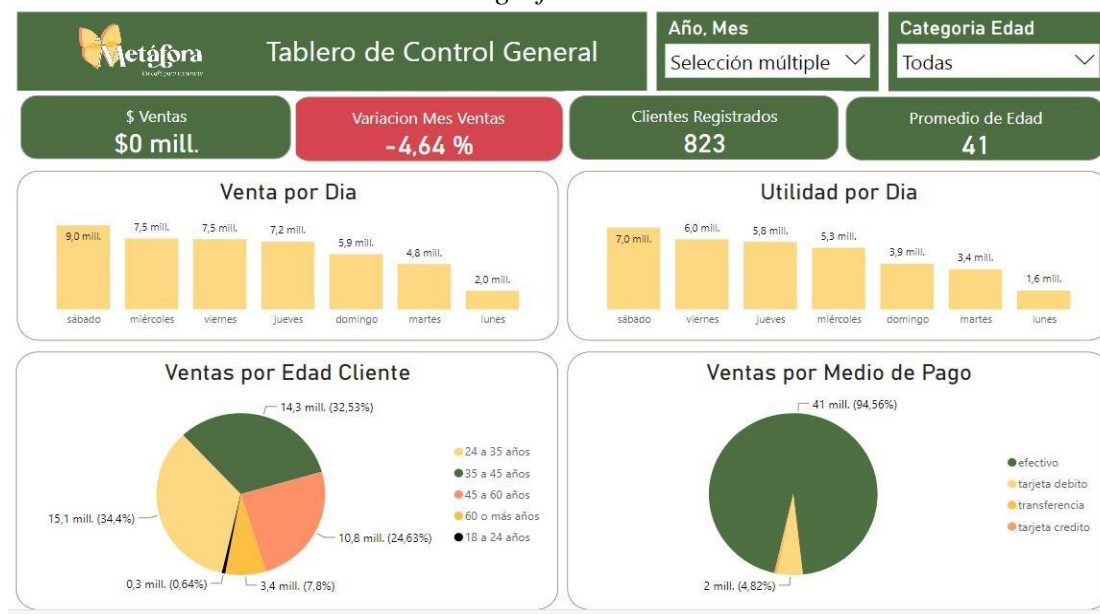 Metáfora
Tablero de Control General
Año, Mes
Selección múltiple
Categoria Edad
Todas
$ Ventas
$0 mill.
Variacion Mes Ventas
-4,64 %
Clientes Registrados
823
Promedio de Edad
41
Venta por Dia
9,0 mill.
7,5 mill.
7,5 mill.
7,2 mill.
5,9 mill.
4,8 mill.
2,0 mill.
sábado miércoles viernes jueves domingo martes lunes
Utilidad por Dia
7,0 mill.
6,0 mill.
5,8 mill.
5,3 mill.
3,9 mill.
3,4 mill.
1,6 mill.
sábado viernes jueves miércoles domingo martes lunes
Ventas por Edad Cliente
14,3 mill. (32,53%)
15,1 mill. (34,4%)
10,8 mill. (24,63%)
0,3 mill. (0,64%)
3,4 mill. (7,8%)
24 a 35 años
35 a 45 años
45 a 60 años
60 o más años
18 a 24 años
Ventas por Medio de Pago
41 mill. (94,56%)
2 mill. (4,82%)
efectivo
tarjeta debito
transferencia
tarjeta credito